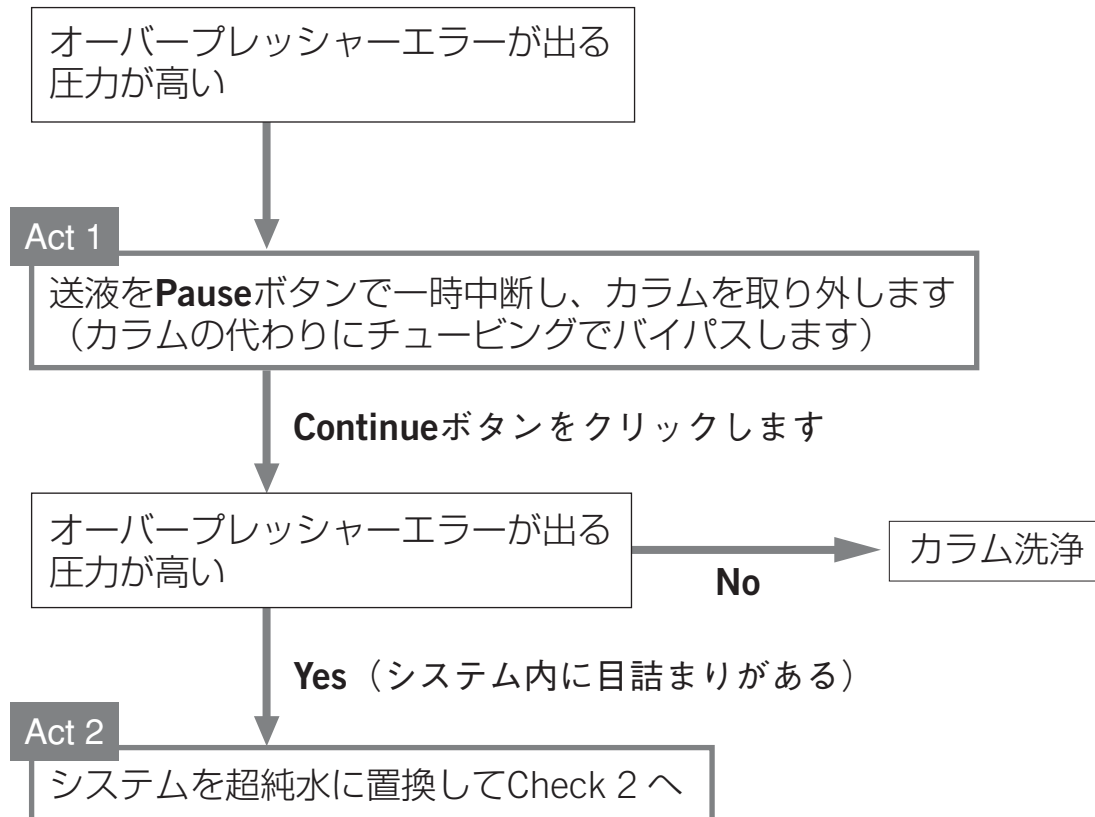 オーバープレッシャーエラーが出る
圧力が高い
Act 1
送液をPauseボタンで一時中断し、カラムを取り外します
（カラムの代わりにチュービングでバイパスします）
Continueボタンをクリックします
オーバープレッシャーエラーが出る
圧力が高い
No
カラム洗浄
Yes（システム内に目詰まりがある）
Act 2
システムを超純水に置換してCheck 2 へ